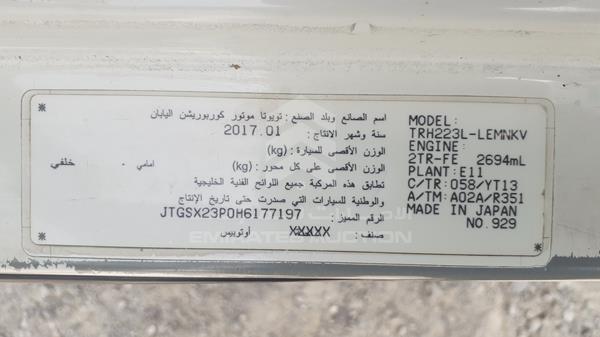 اسم الصانع وبلد الصنع : تويوتا موتور كوربوريشن اليابان
سنة وشهر الانتاج: 2017.01
الوزن الأقصى للسيارة: (kg)
الوزن الأقصى على كل محور: (kg) امامي - خلفي
تطابق هذه المركبة جميع اللوائح الفنية الخليجية
والوطنية للسيارات التي صدرت حتى تاريخ الإنتاج
الرقم المميز: JTGSX23P0H6177197
صنف: XXXXX أوتوبيس
MODEL:
TRH223L-LEMNKV
ENGINE:
2TR-FE 2694mL
PLANT: E11
C/TR: 058/YT13
A/TM: A02A/R351
MADE IN JAPAN
NO.929
EMIRATES AUCTION